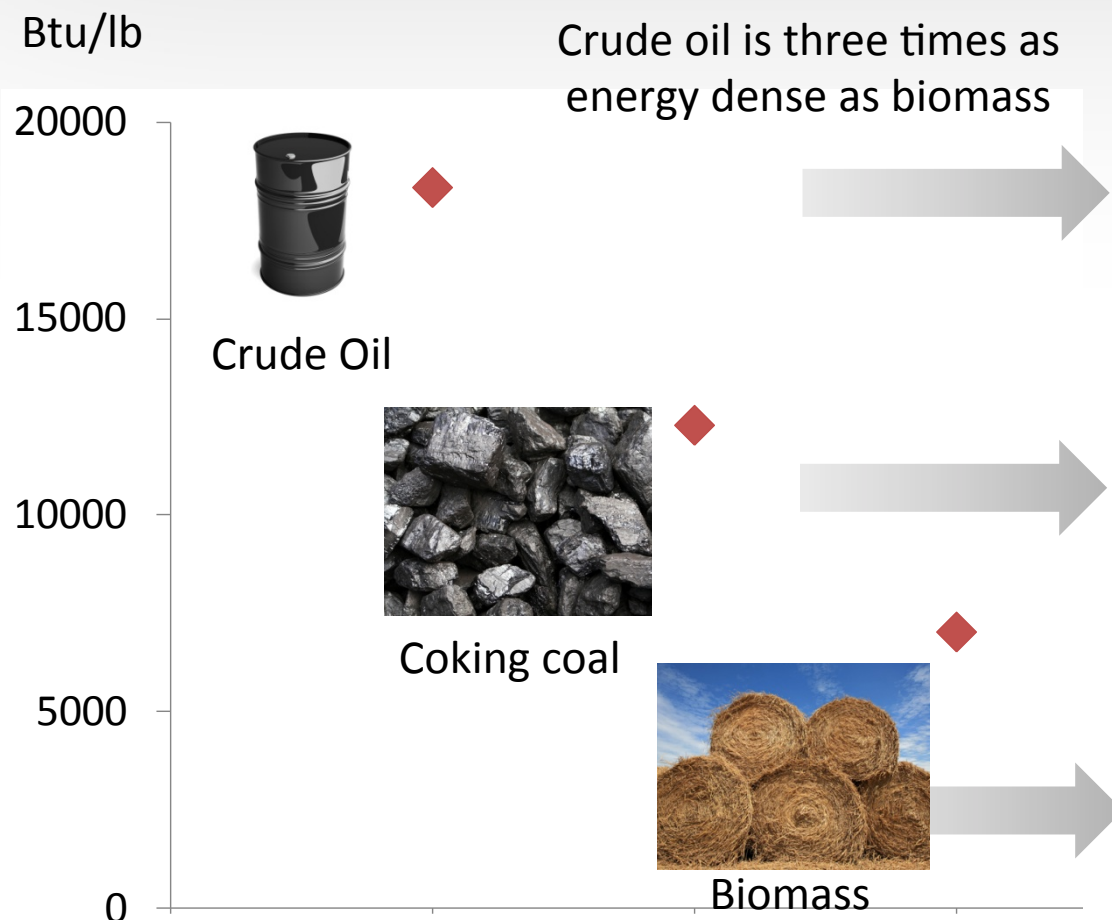 Btu/lb
Crude oil is three times as
energy dense as biomass
20000
15000
Crude Oil
10000
Coking coal
5000
Biomass
0